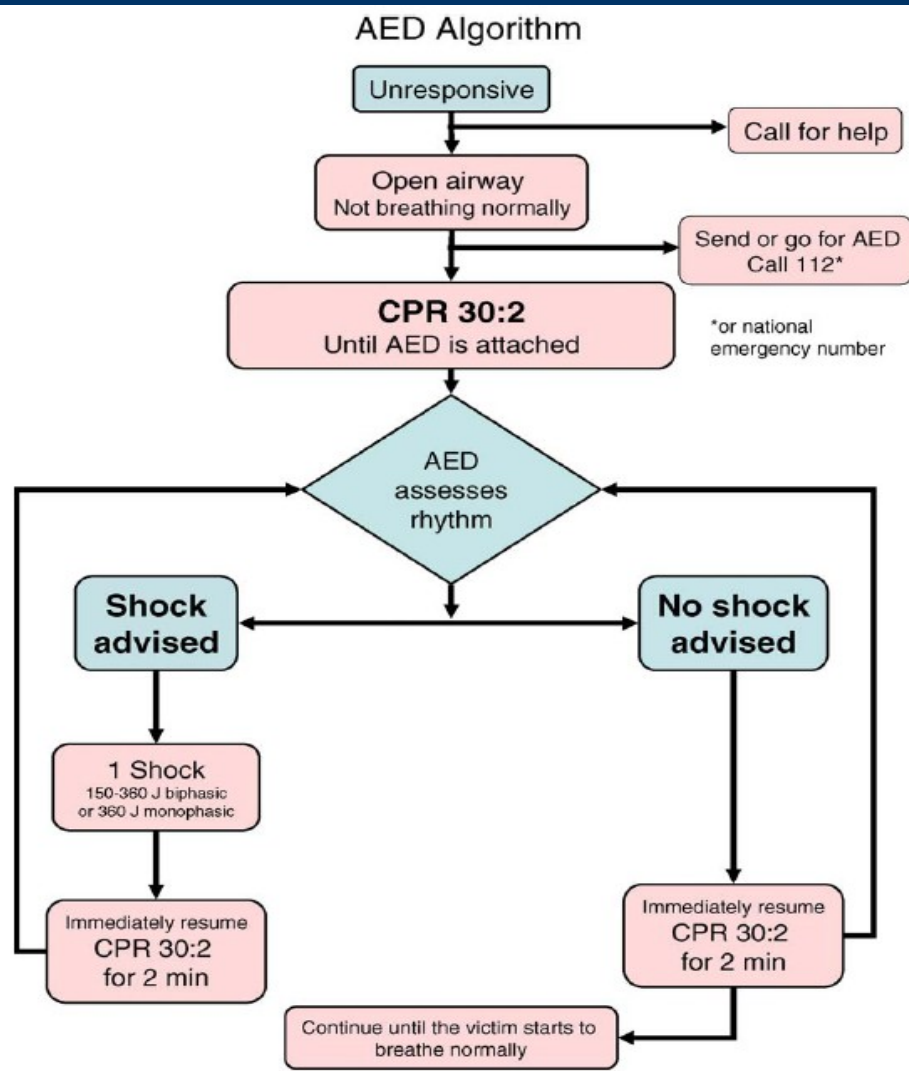 AED Algorithm
Unresponsive
Call for help
Open airway
Not breathing normally
Send or go for AED
Call 112*
CPR 30:2
Until AED is attached
*or national
emergency number
AED
assesses
rhythm
Shock
advised
No shock
advised
1 Shock
150-360 J biphasic
or 360 J monophasic
Immediately resume
CPR 30:2
for 2 min
Immediately resume
CPR 30:2
for 2 min
Continue until the victim starts to
breathe normally